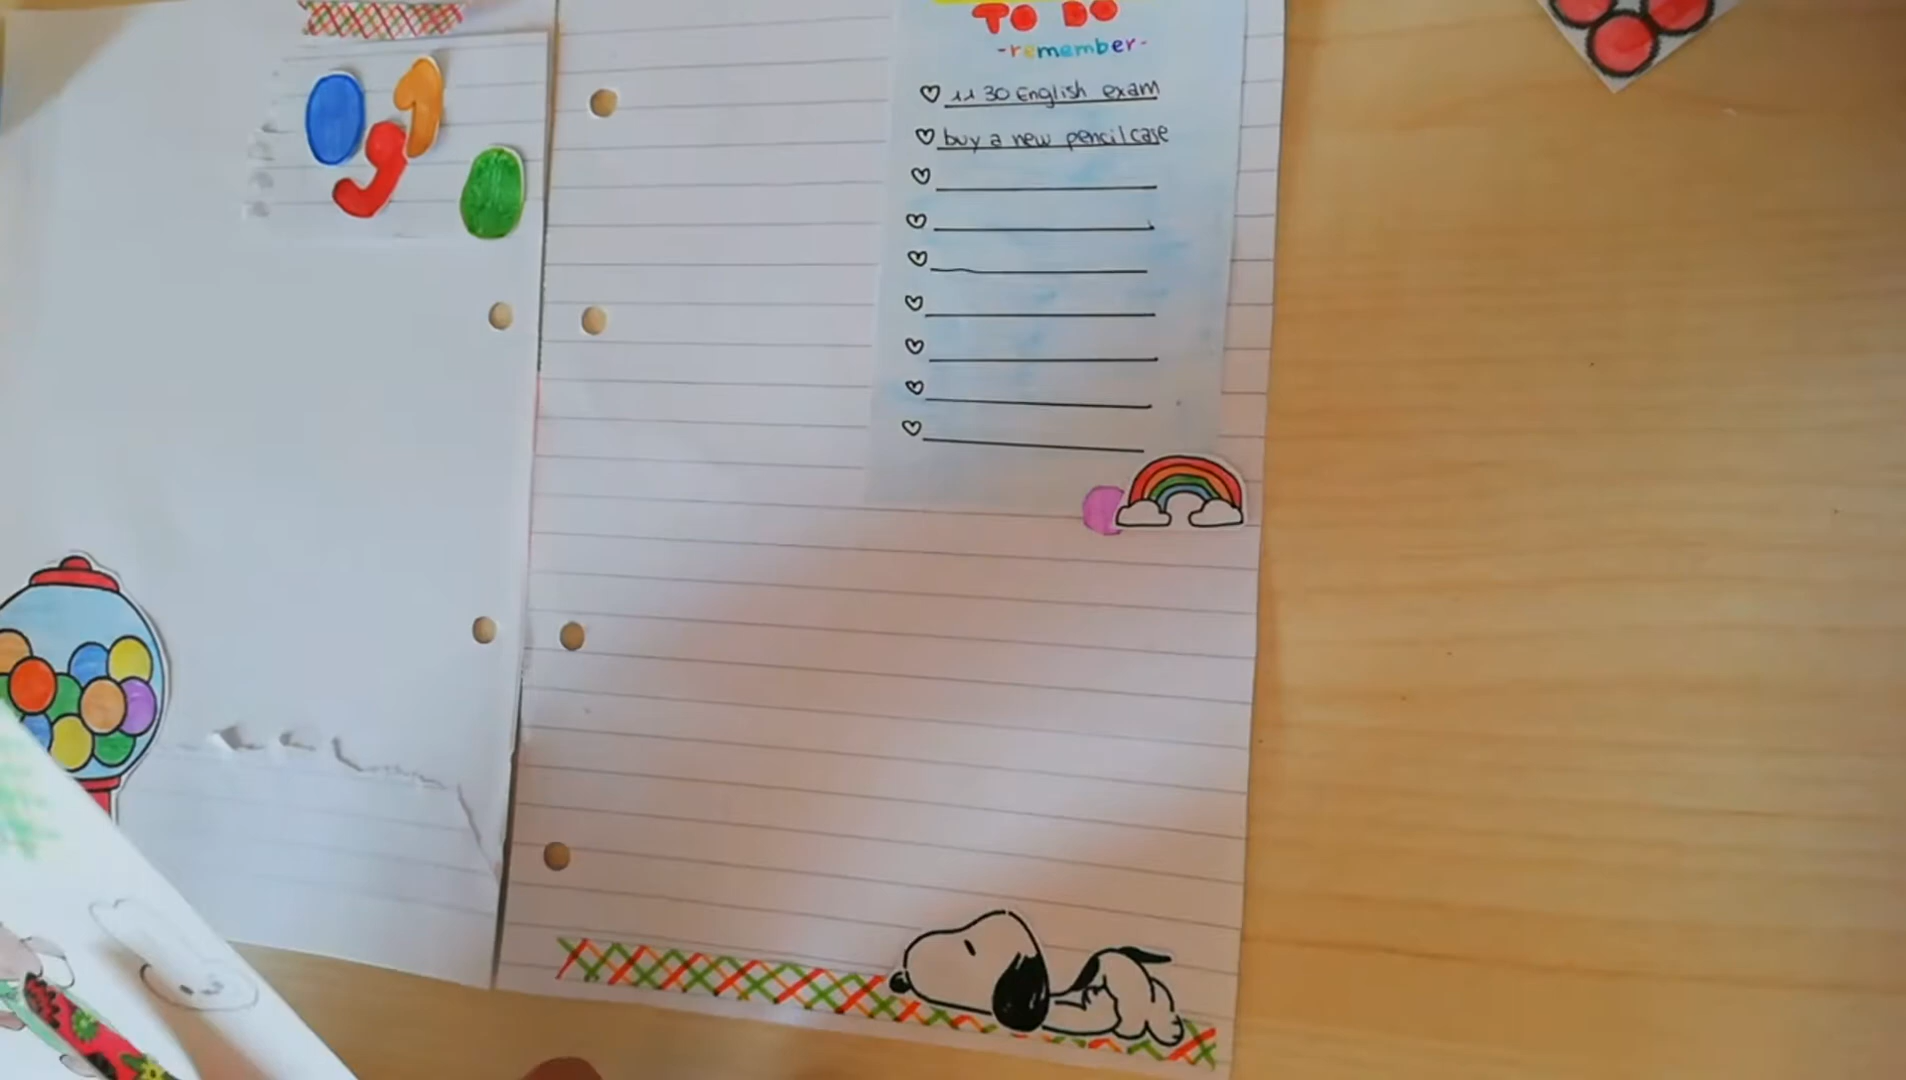 TO DO
-remember-
11 30 English exam
buy a new pencilcase